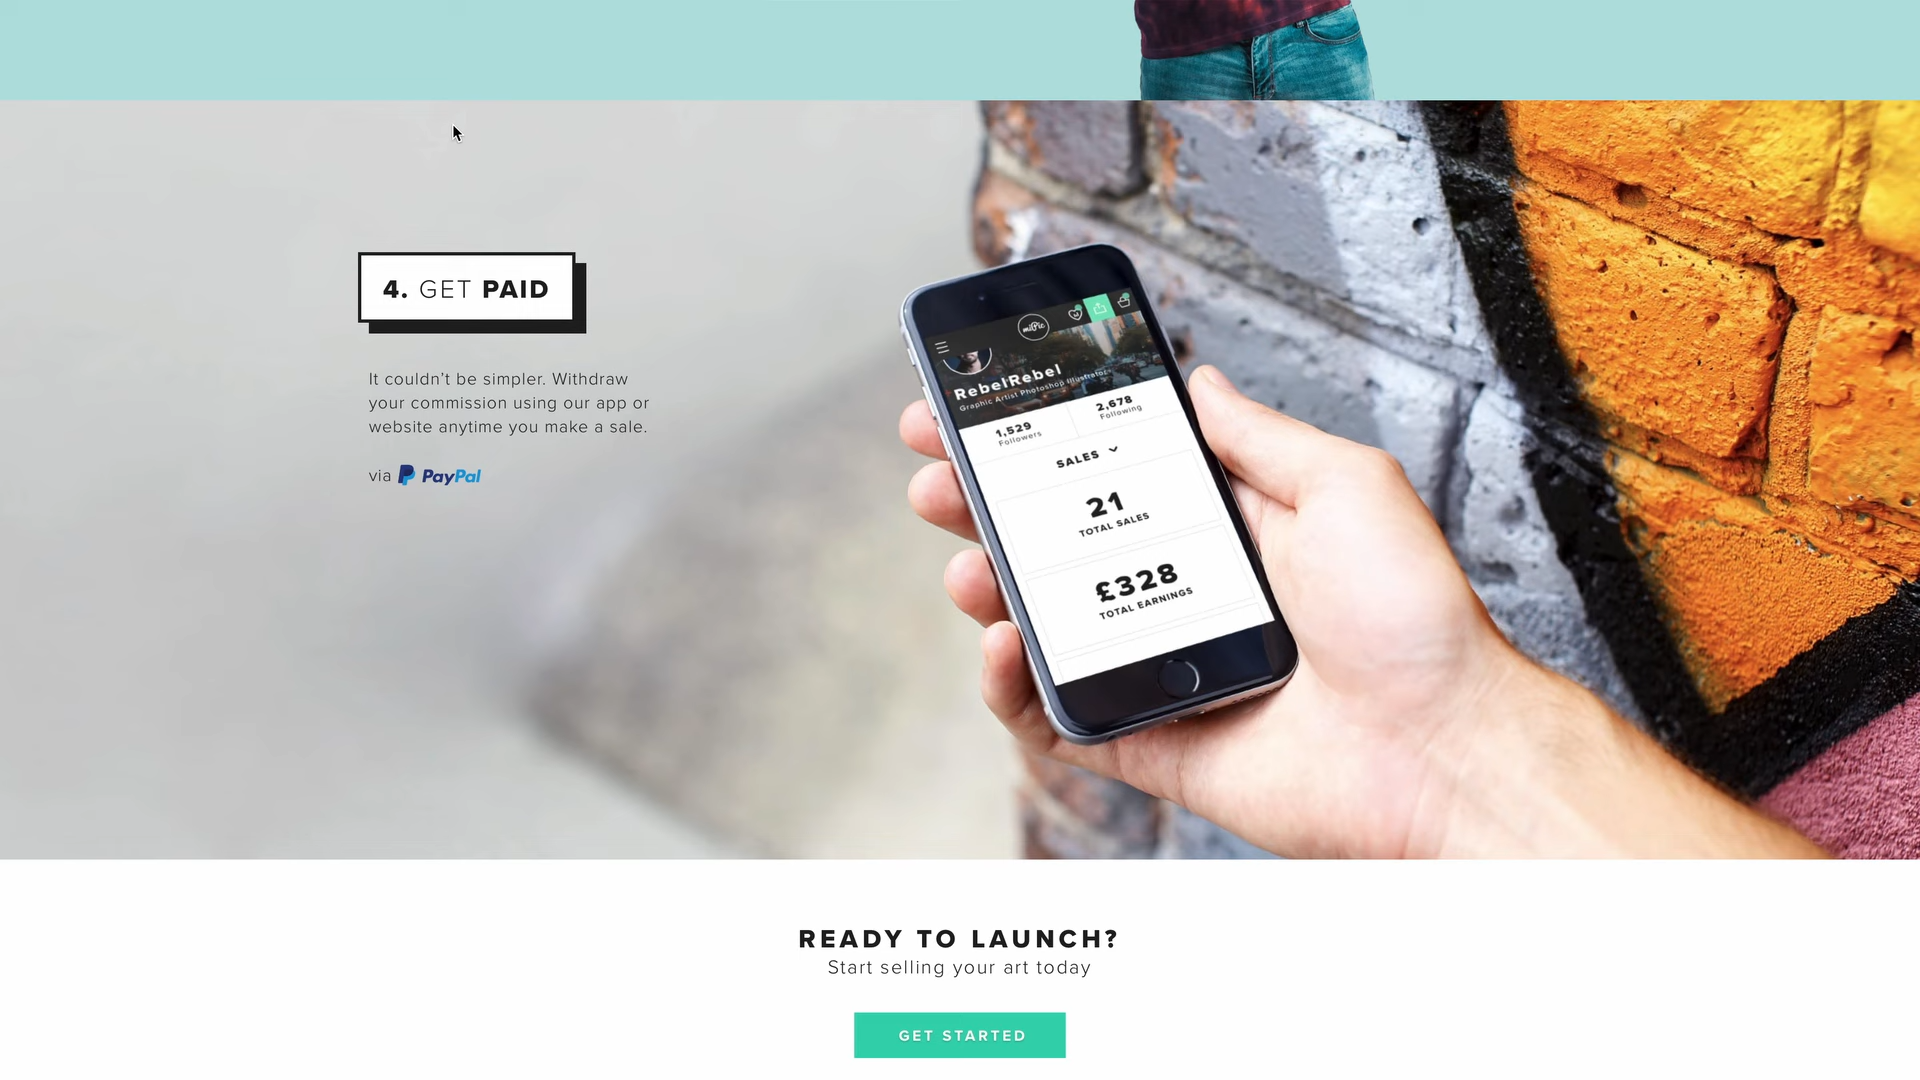 4. GET PAID
It couldn’t be simpler. Withdraw
your commission using our app or
website anytime you make a sale.
via PayPal
miPic
RebelRebel
Graphic Artist Photoshop Illustrator
1,529
Followers
2,678
Following
SALES
21
TOTAL SALES
£328
TOTAL EARNINGS
READY TO LAUNCH?
Start selling your art today
GET STARTED